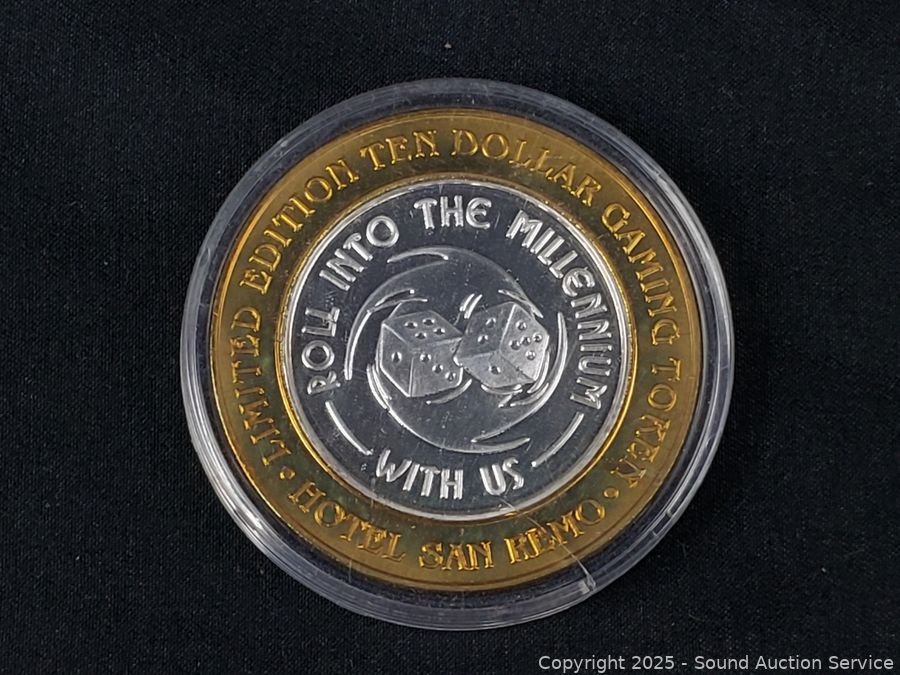 LIMITED EDITION TEN DOLLAR GAMING TOKEN
• HOTEL SAN REMO •
ROLL INTO THE MILLENNIUM
WITH US
Copyright 2025 - Sound Auction Service